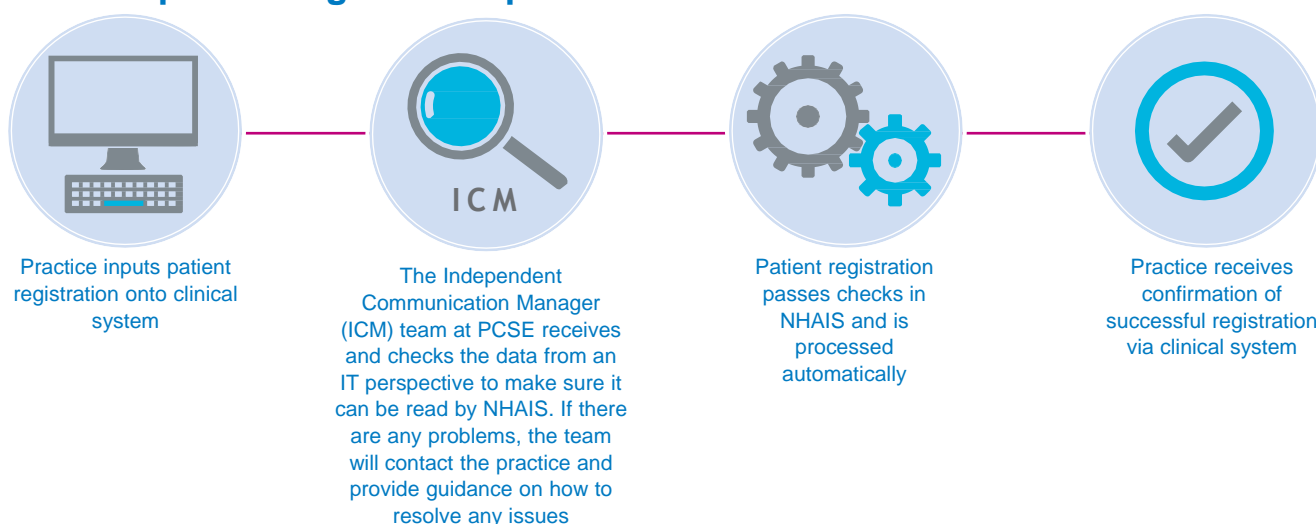 ICM
Practice inputs patient
registration onto clinical
system
The Independent
Communication Manager
(ICM) team at PCSE receives
and checks the data from an
IT perspective to make sure it
can be read by NHAIS. If there
are any problems, the team
will contact the practice and
provide guidance on how to
resolve any issues
Patient registration
passes checks in
NHAIS and is
processed
automatically
Practice receives
confirmation of
successful registration
via clinical system